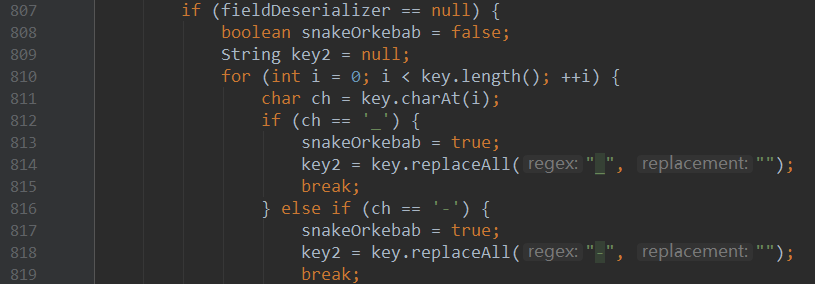 807 if (fieldDeserializer == null) {
808 boolean snakeOrkebab = false;
809 String key2 = null;
810 for (int i = 0; i < key.length(); ++i) {
811 char ch = key.charAt(i);
812 if (ch == '_') {
813 snakeOrkebab = true;
814 key2 = key.replaceAll( regex: "_", replacement: "");
815 break;
816 } else if (ch == '-') {
817 snakeOrkebab = true;
818 key2 = key.replaceAll( regex: "-", replacement: "");
819 break;